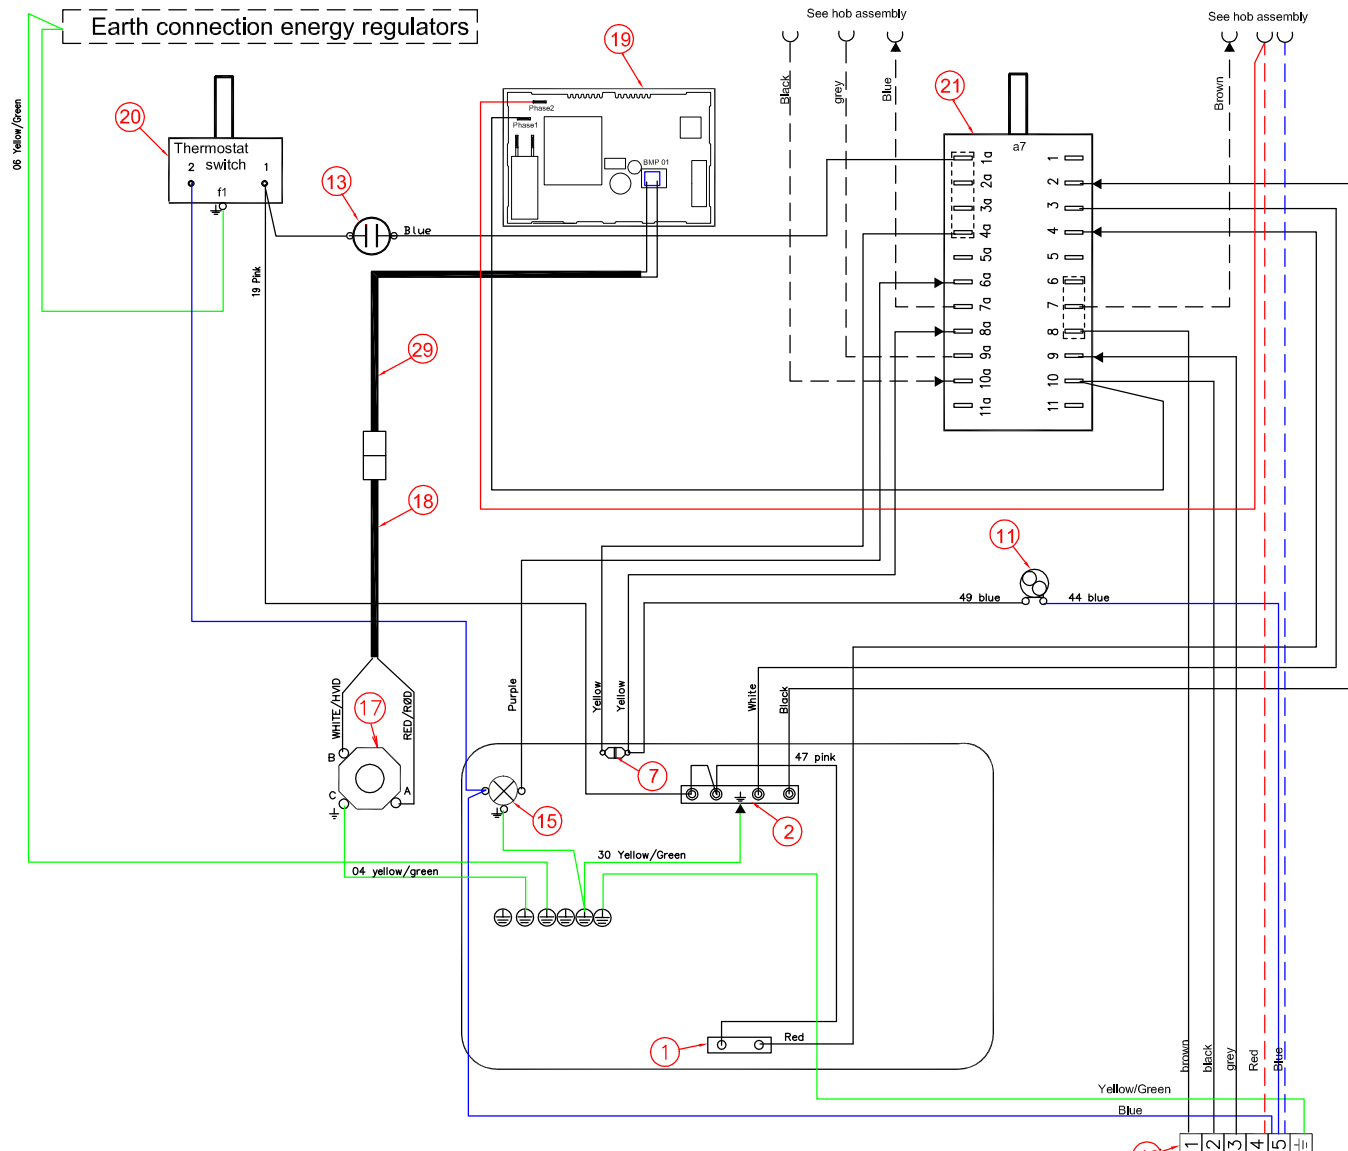 See hob assembly
See hob assembly
Earth connection energy regulators
19
Black
grey
Blue
Brown
21
06 Yellow/Green
20
Phase2
Phase1
Thermostat
switch
2 1
f1
BMP 01
a7
1a 1
2a 2
3a 3
4a 4
5a 5
6a 6
7a 7
8a 8
9a 9
10a 10
11a 11
13
Blue
19 Pink
29
18
11
49 blue 44 blue
WHITE/HVID
RED/RØD
17
Purple
Yellow
Yellow
White
Black
B
C
A
7
47 pink
15
2
30 Yellow/Green
04 yellow/green
1
Red
brown
black
grey
Red
Blue
Yellow/Green
Blue
1 2 3 4 5